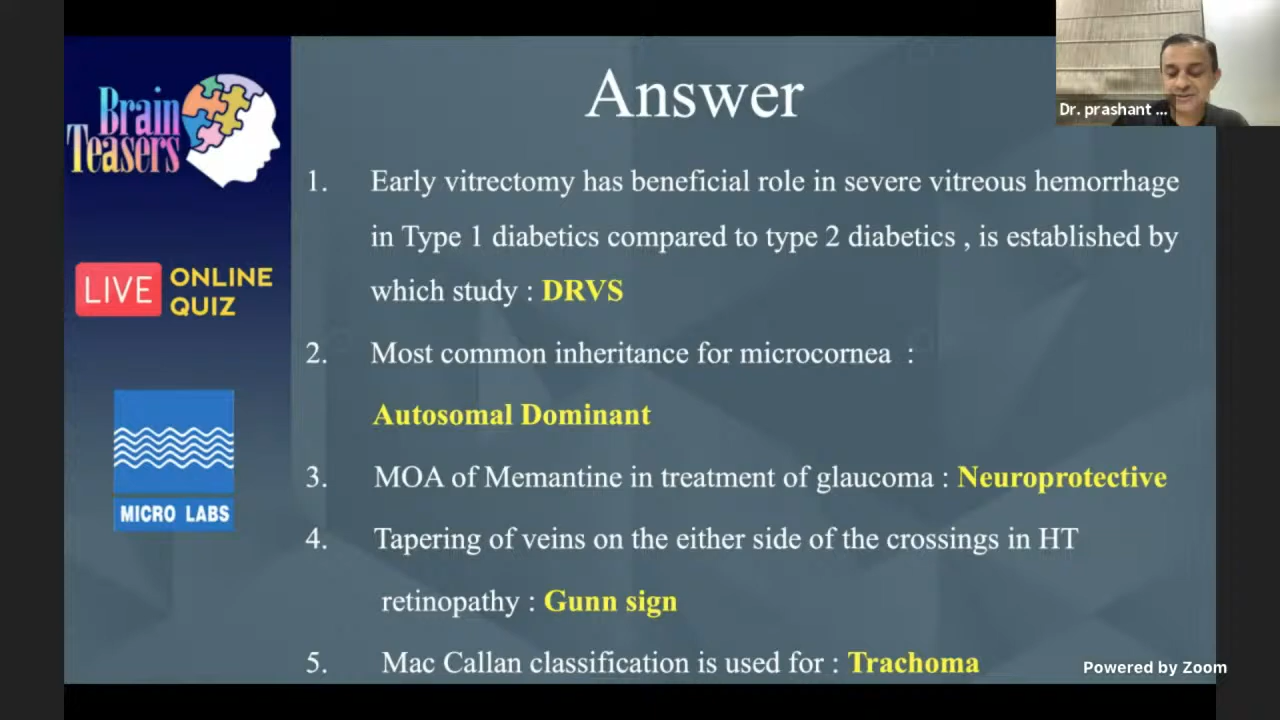 Brain
Teasers
LIVE
ONLINE
QUIZ
MICRO LABS
Answer
1. Early vitrectomy has beneficial role in severe vitreous hemorrhage
in Type 1 diabetics compared to type 2 diabetics , is established by
which study : DRVS
2. Most common inheritance for microcornea :
Autosomal Dominant
3. MOA of Memantine in treatment of glaucoma : Neuroprotective
4. Tapering of veins on the either side of the crossings in HT
retinopathy : Gunn sign
5. Mac Callan classification is used for : Trachoma
Dr. prashant ...
Powered by Zoom